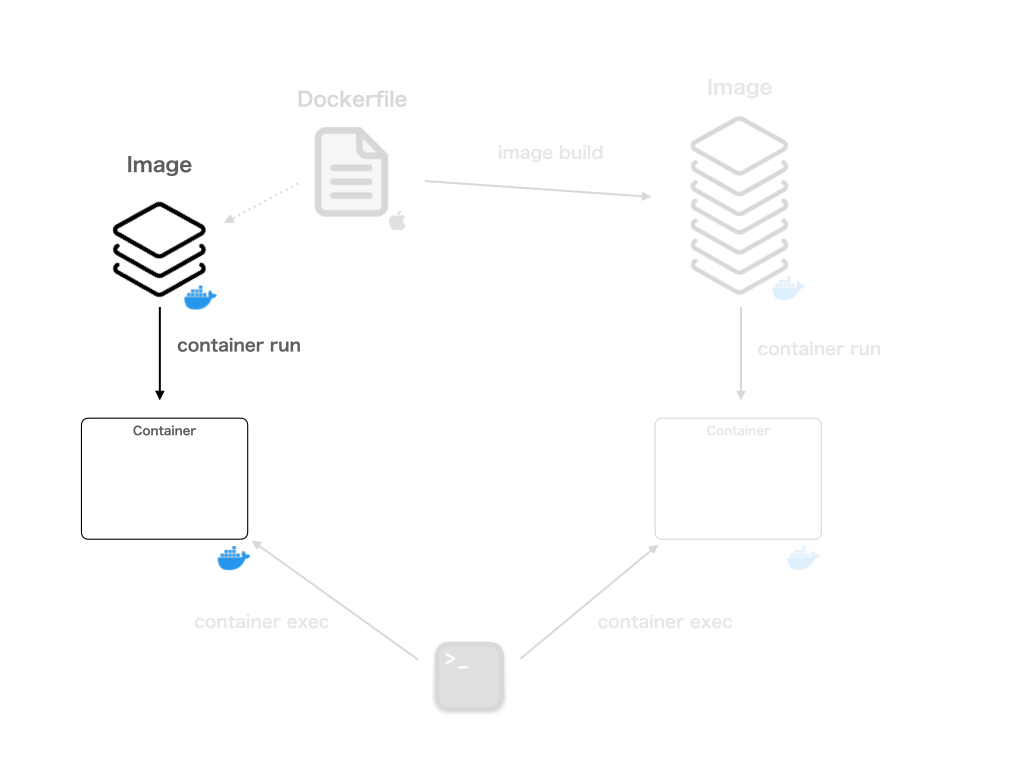 Image
Dockerfile
Image
image build
container run
container run
Container
Container
container exec
container exec
>_